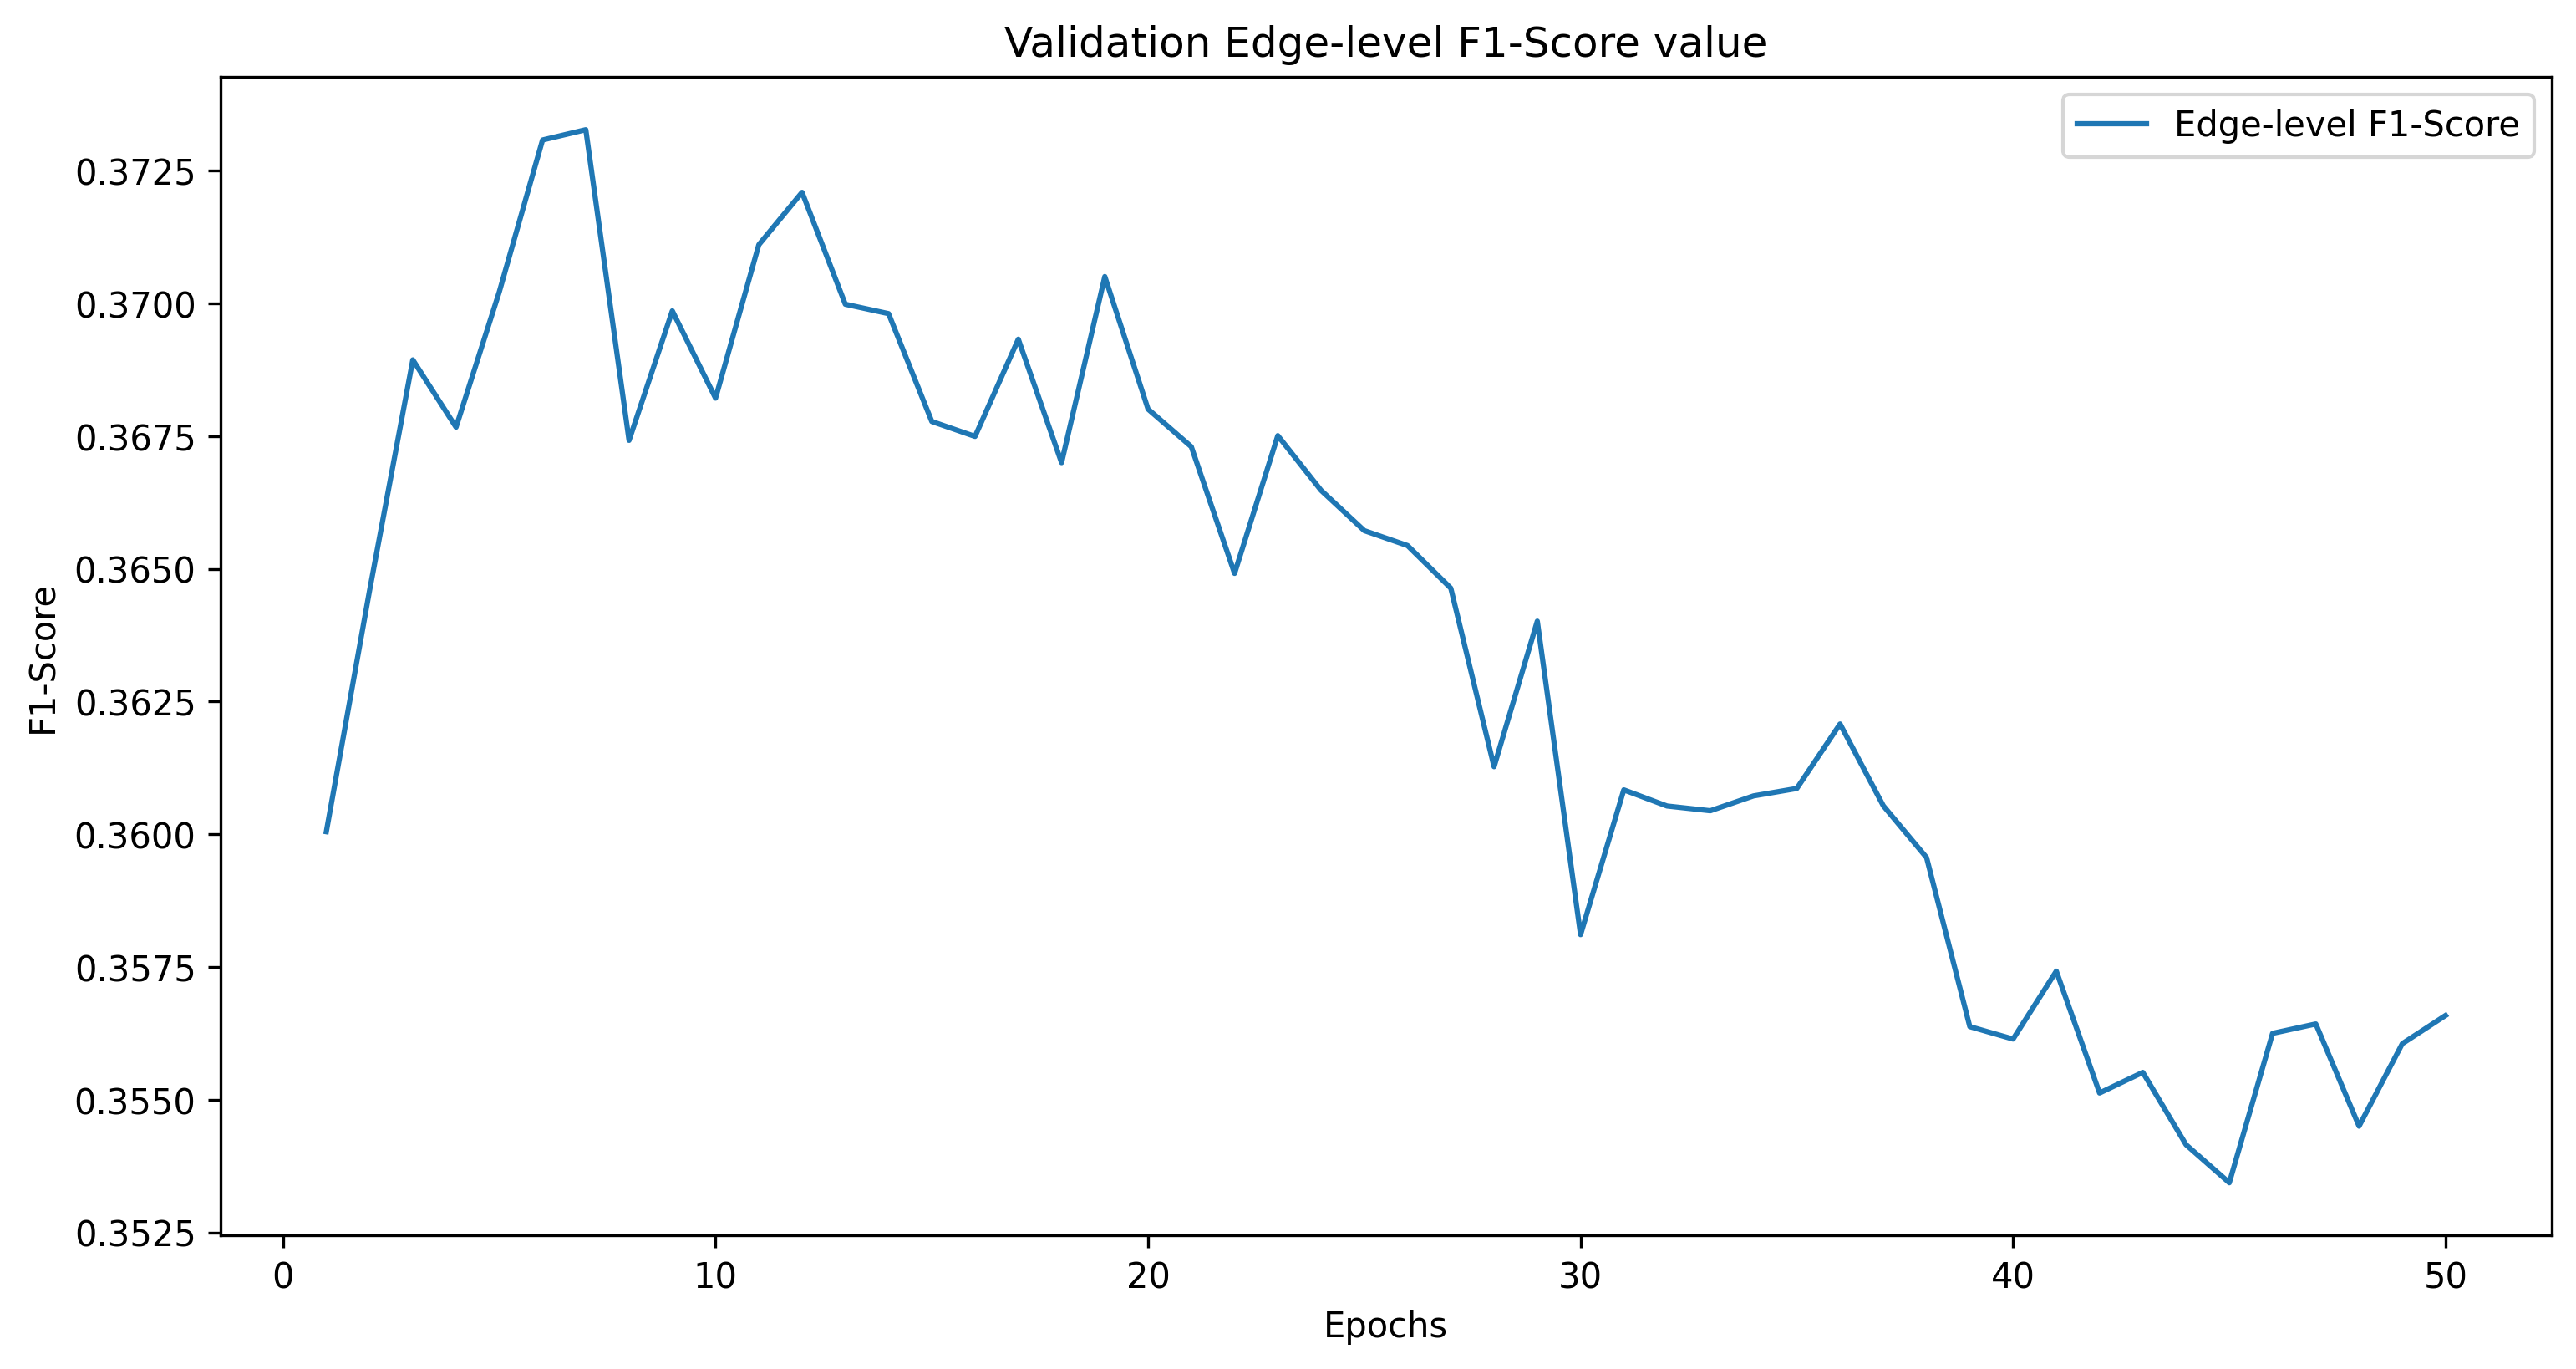 Validation Edge-level F1-Score value
Edge-level F1-Score
F1-Score
0.3725
0.3700
0.3675
0.3650
0.3625
0.3600
0.3575
0.3550
0.3525
0 10 20 30 40 50
Epochs